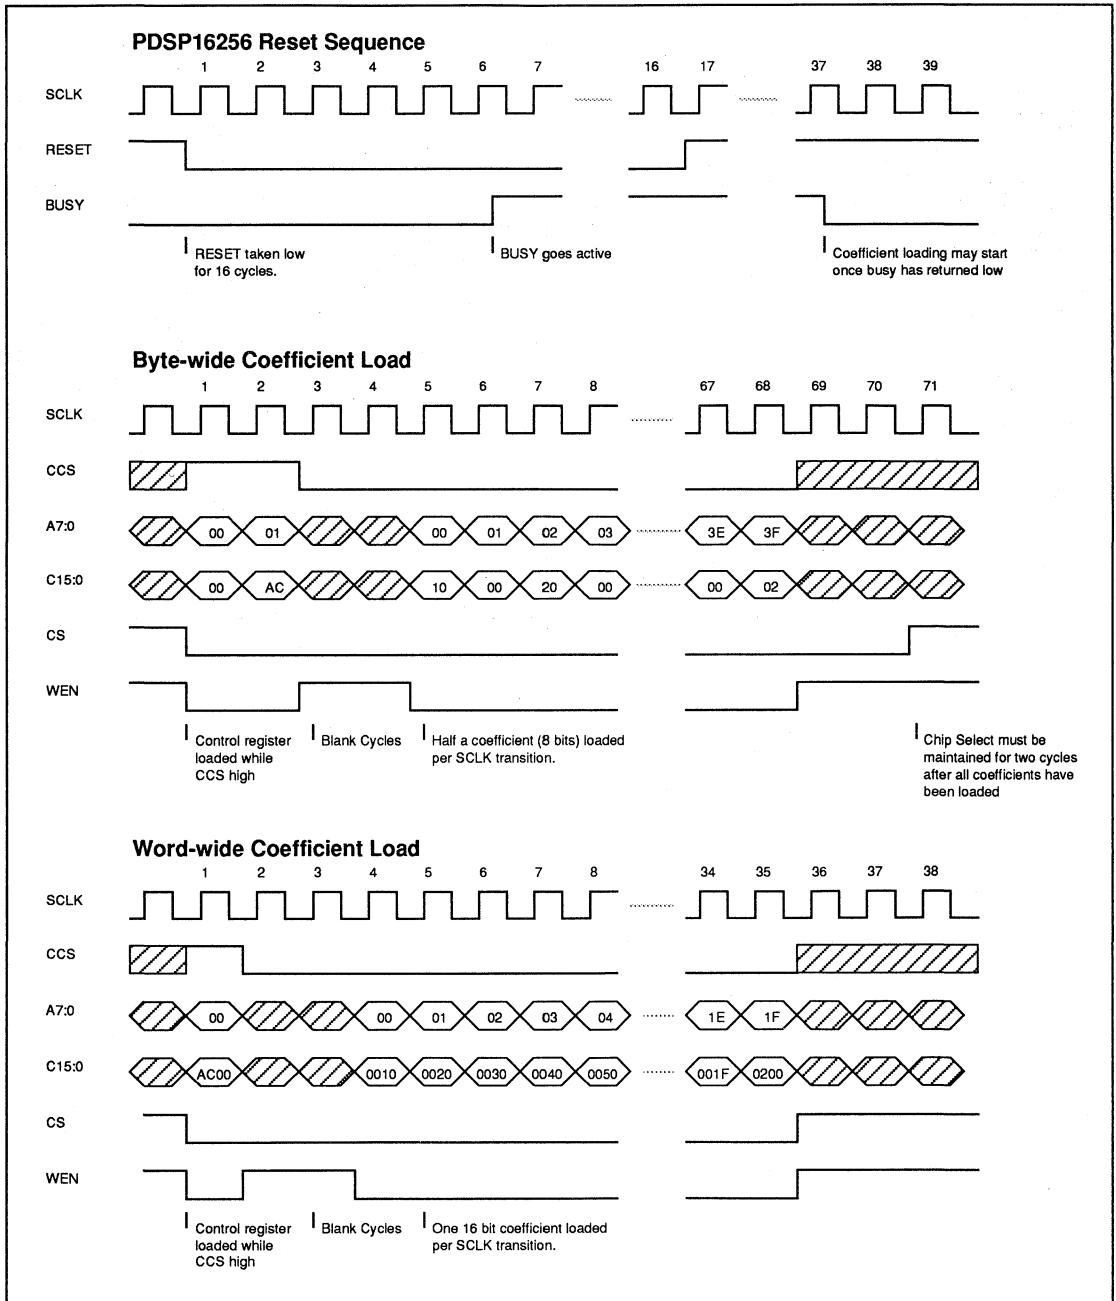 PDSP16256 Reset Sequence
1 2 3 4 5 6 7 16 17 37 38 39
SCLK
RESET
BUSY
RESET taken low
for 16 cycles.
BUSY goes active
Coefficient loading may start
once busy has returned low
Byte-wide Coefficient Load
1 2 3 4 5 6 7 8 67 68 69 70 71
SCLK
CCS
A7:0 00 01 00 01 02 03 3E 3F
C15:0 00 AC 10 00 20 00 00 02
CS
WEN
Control register
loaded while
CCS high
Blank Cycles
Half a coefficient (8 bits) loaded
per SCLK transition.
Chip Select must be
maintained for two cycles
after all coefficients have
been loaded
Word-wide Coefficient Load
1 2 3 4 5 6 7 8 34 35 36 37 38
SCLK
CCS
A7:0 00 00 01 02 03 04 1E 1F
C15:0 AC00 0010 0020 0030 0040 0050 001F 0200
CS
WEN
Control register
loaded while
CCS high
Blank Cycles
One 16 bit coefficient loaded
per SCLK transition.